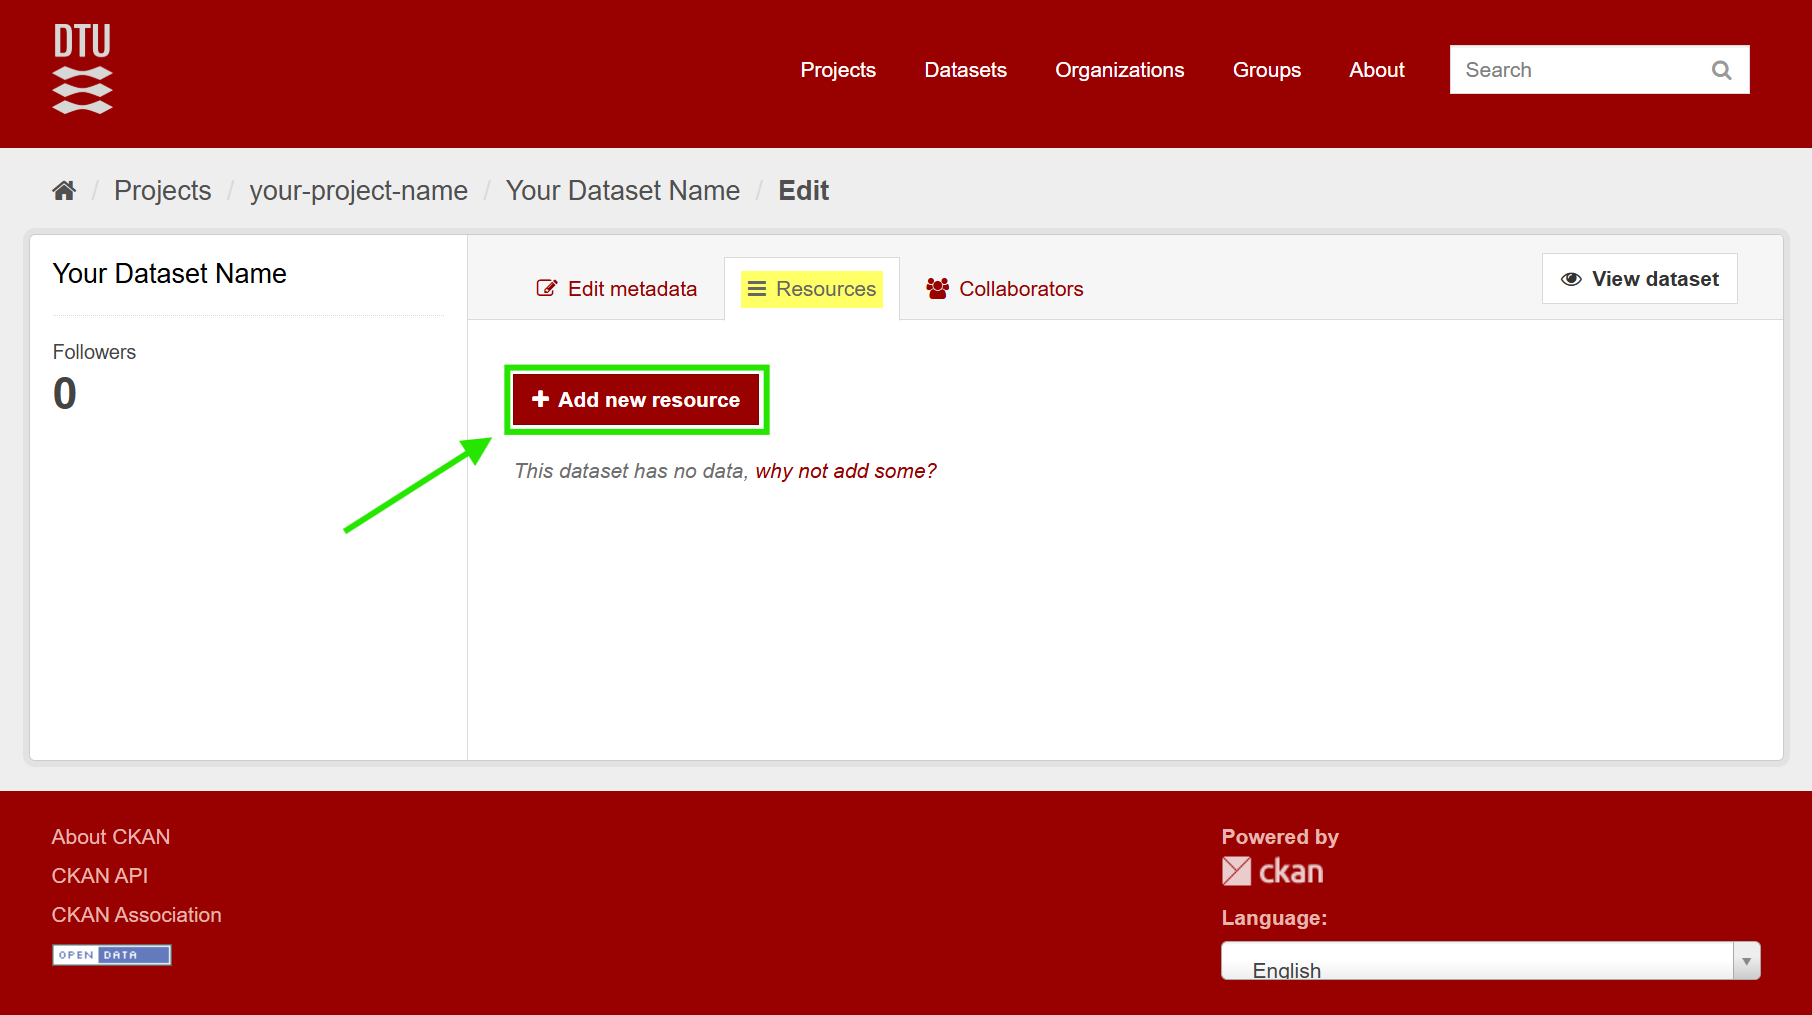 DTU
Projects Datasets Organizations Groups About Search
/ Projects / your-project-name / Your Dataset Name / Edit
Your Dataset Name
Followers
0
Edit metadata Resources Collaborators View dataset
+ Add new resource
This dataset has no data, why not add some?
About CKAN
CKAN API
CKAN Association
OPEN DATA
Powered by
ckan
Language:
English